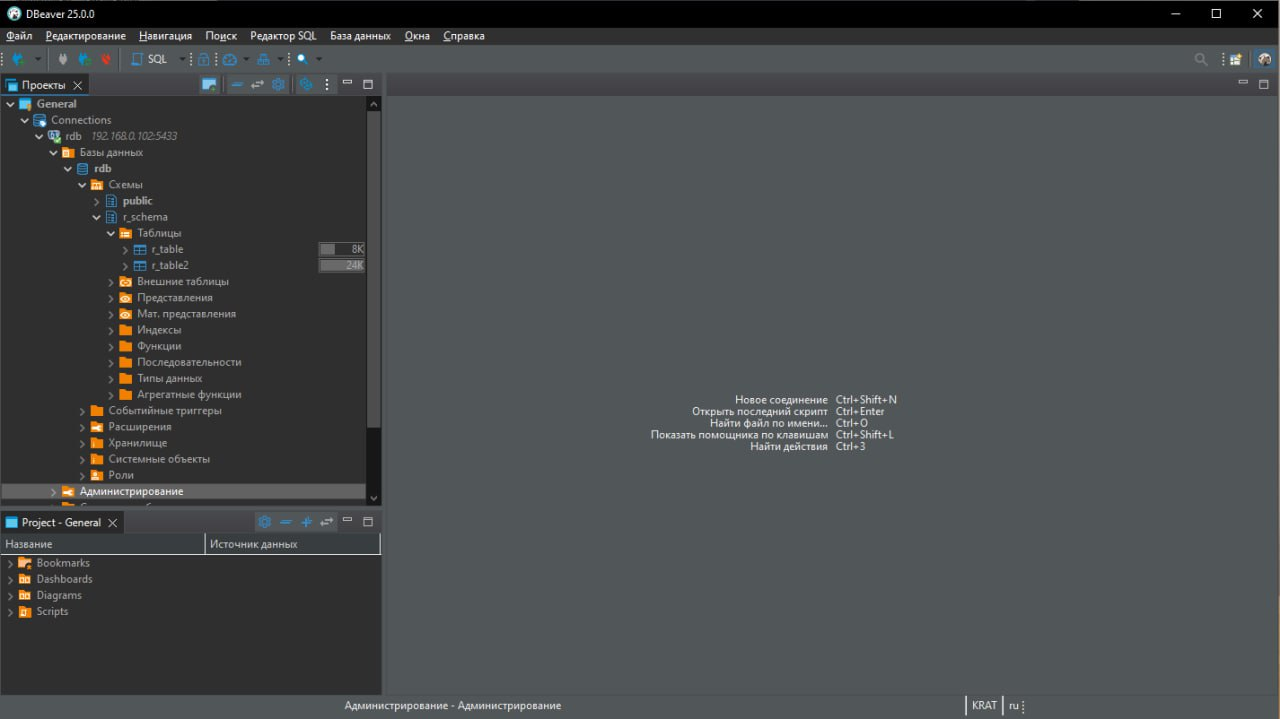 DBeaver 25.0.0
Файл Редактирование Навигация Поиск Редактор SQL База данных Окна Справка
SQL
Проекты
General
Connections
rdb 192.168.0.102:5433
Базы данных
rdb
Схемы
public
r_schema
Таблицы
r_table 8K
r_table2 24K
Внешние таблицы
Представления
Мат. представления
Индексы
Функции
Последовательности
Типы данных
Агрегатные функции
Событийные триггеры
Расширения
Хранилище
Системные объекты
Роли
Администрирование
Project - General
Название Источник данных
Bookmarks
Dashboards
Diagrams
Scripts
Новое соединение Ctrl+Shift+N
Открыть последний скрипт Ctrl+Enter
Найти файл по имени... Ctrl+O
Показать помощника по клавишам Ctrl+Shift+L
Найти действия Ctrl+3
Администрирование - Администрирование KRAT ru